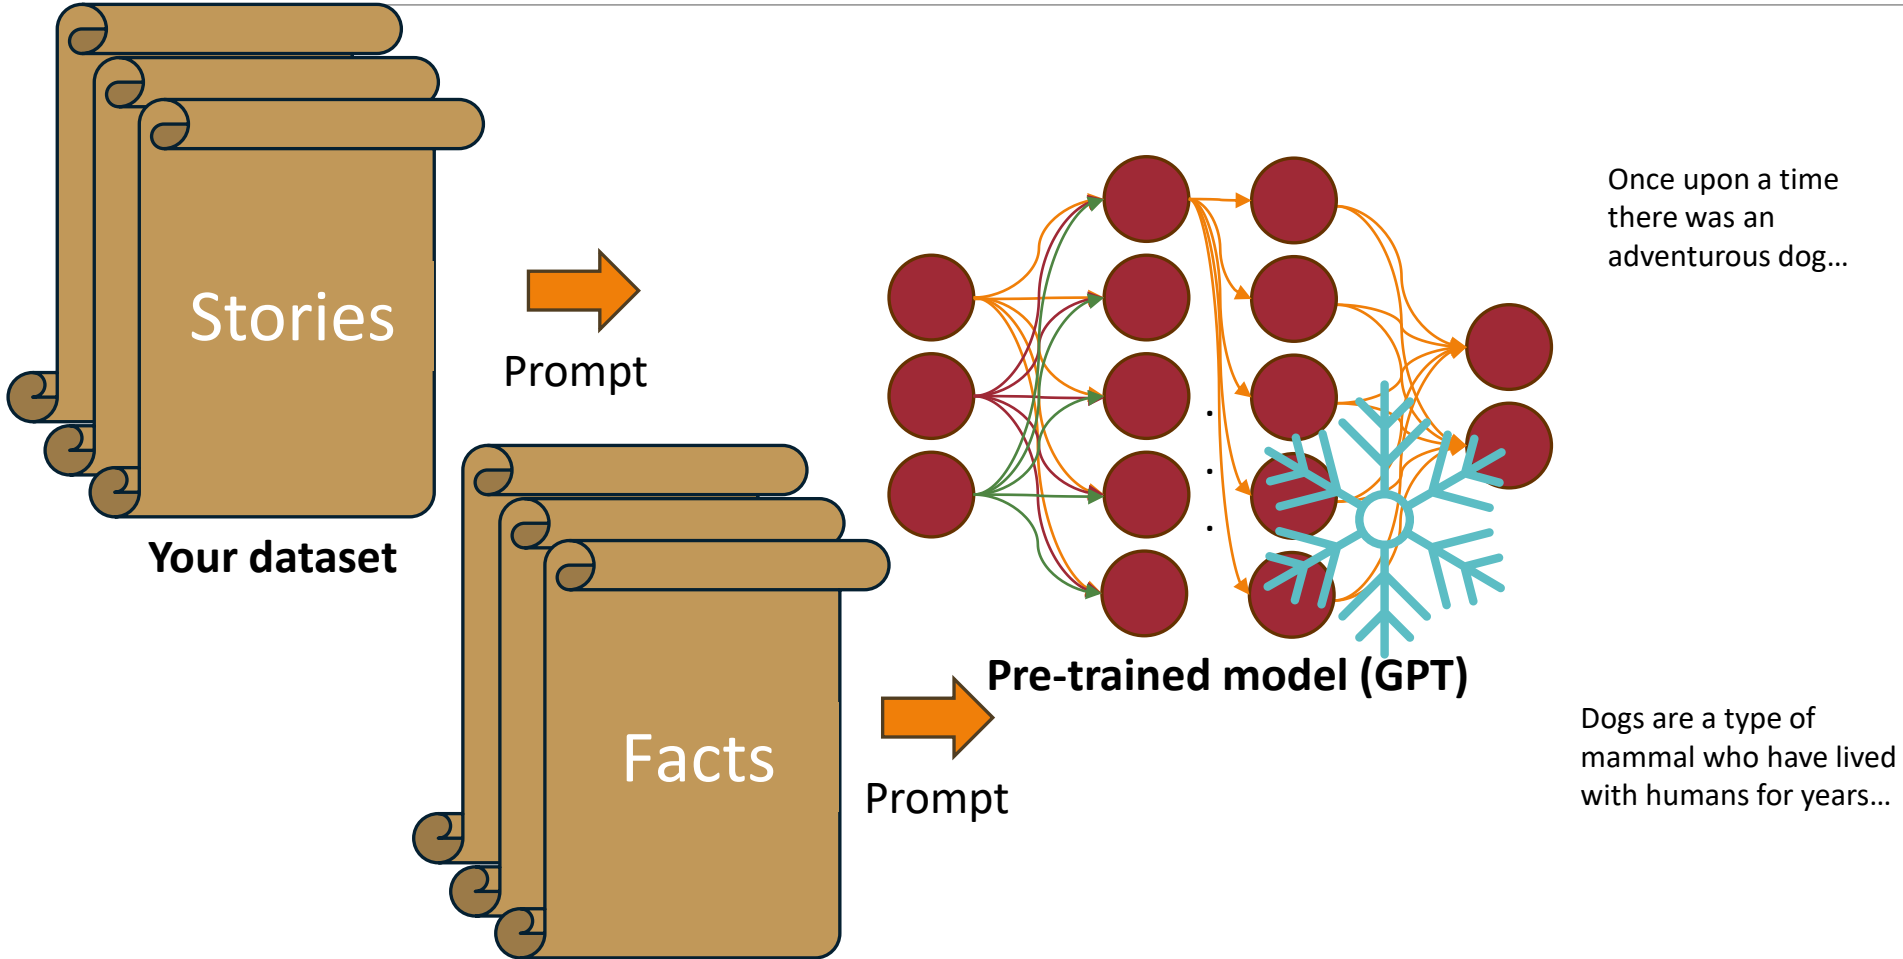 Stories
Prompt
Your dataset
Facts
Prompt
Pre-trained model (GPT)
.
.
.
Once upon a time
there was an
adventurous dog…
Dogs are a type of
mammal who have lived
with humans for years…